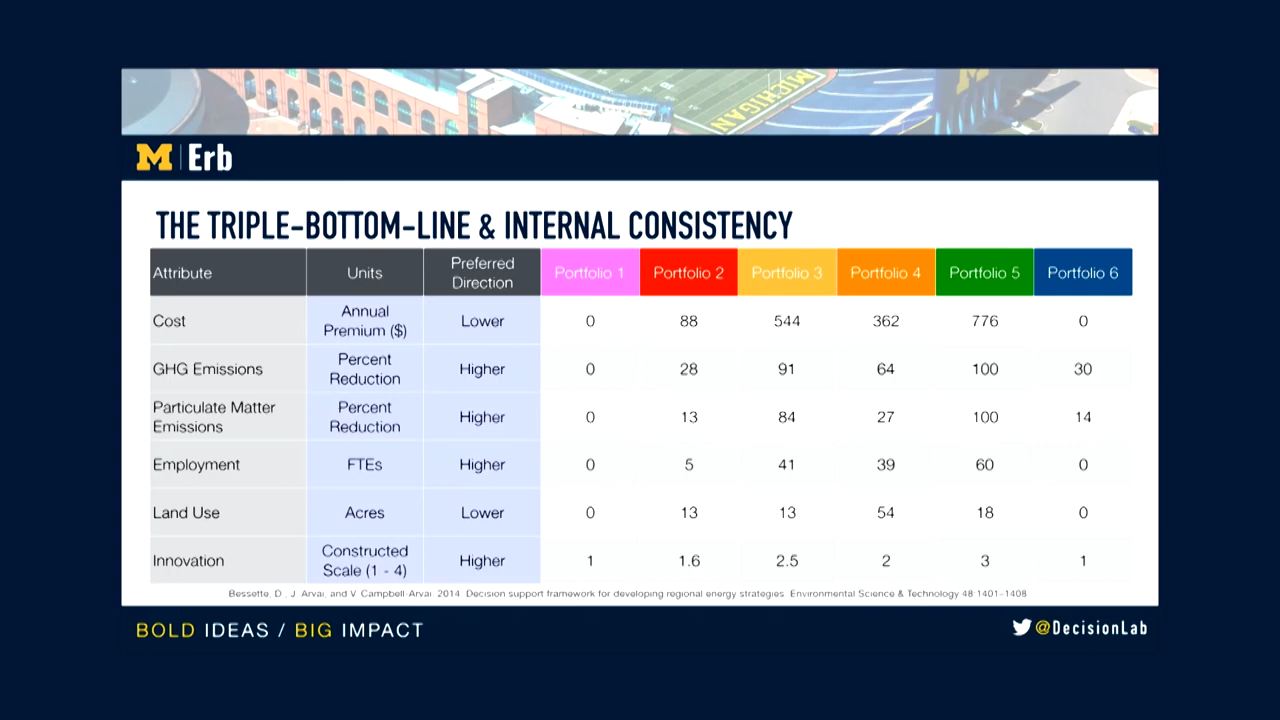 MICHIGAN
M | Erb
THE TRIPLE-BOTTOM-LINE & INTERNAL CONSISTENCY
Attribute Units Preferred Direction Portfolio 1 Portfolio 2 Portfolio 3 Portfolio 4 Portfolio 5 Portfolio 6
Cost Annual Premium ($) Lower 0 88 544 362 776 0
GHG Emissions Percent Reduction Higher 0 28 91 64 100 30
Particulate Matter Emissions Percent Reduction Higher 0 13 84 27 100 14
Employment FTEs Higher 0 5 41 39 60 0
Land Use Acres Lower 0 13 13 54 18 0
Innovation Constructed Scale (1 - 4) Higher 1 1.6 2.5 2 3 1
Bessette, D., J. Arvai, and V. Campbell-Arvai. 2014. Decision support framework for developing regional energy strategies. Environmental Science & Technology 48:1401-1408.
BOLD IDEAS / BIG IMPACT
@DecisionLab